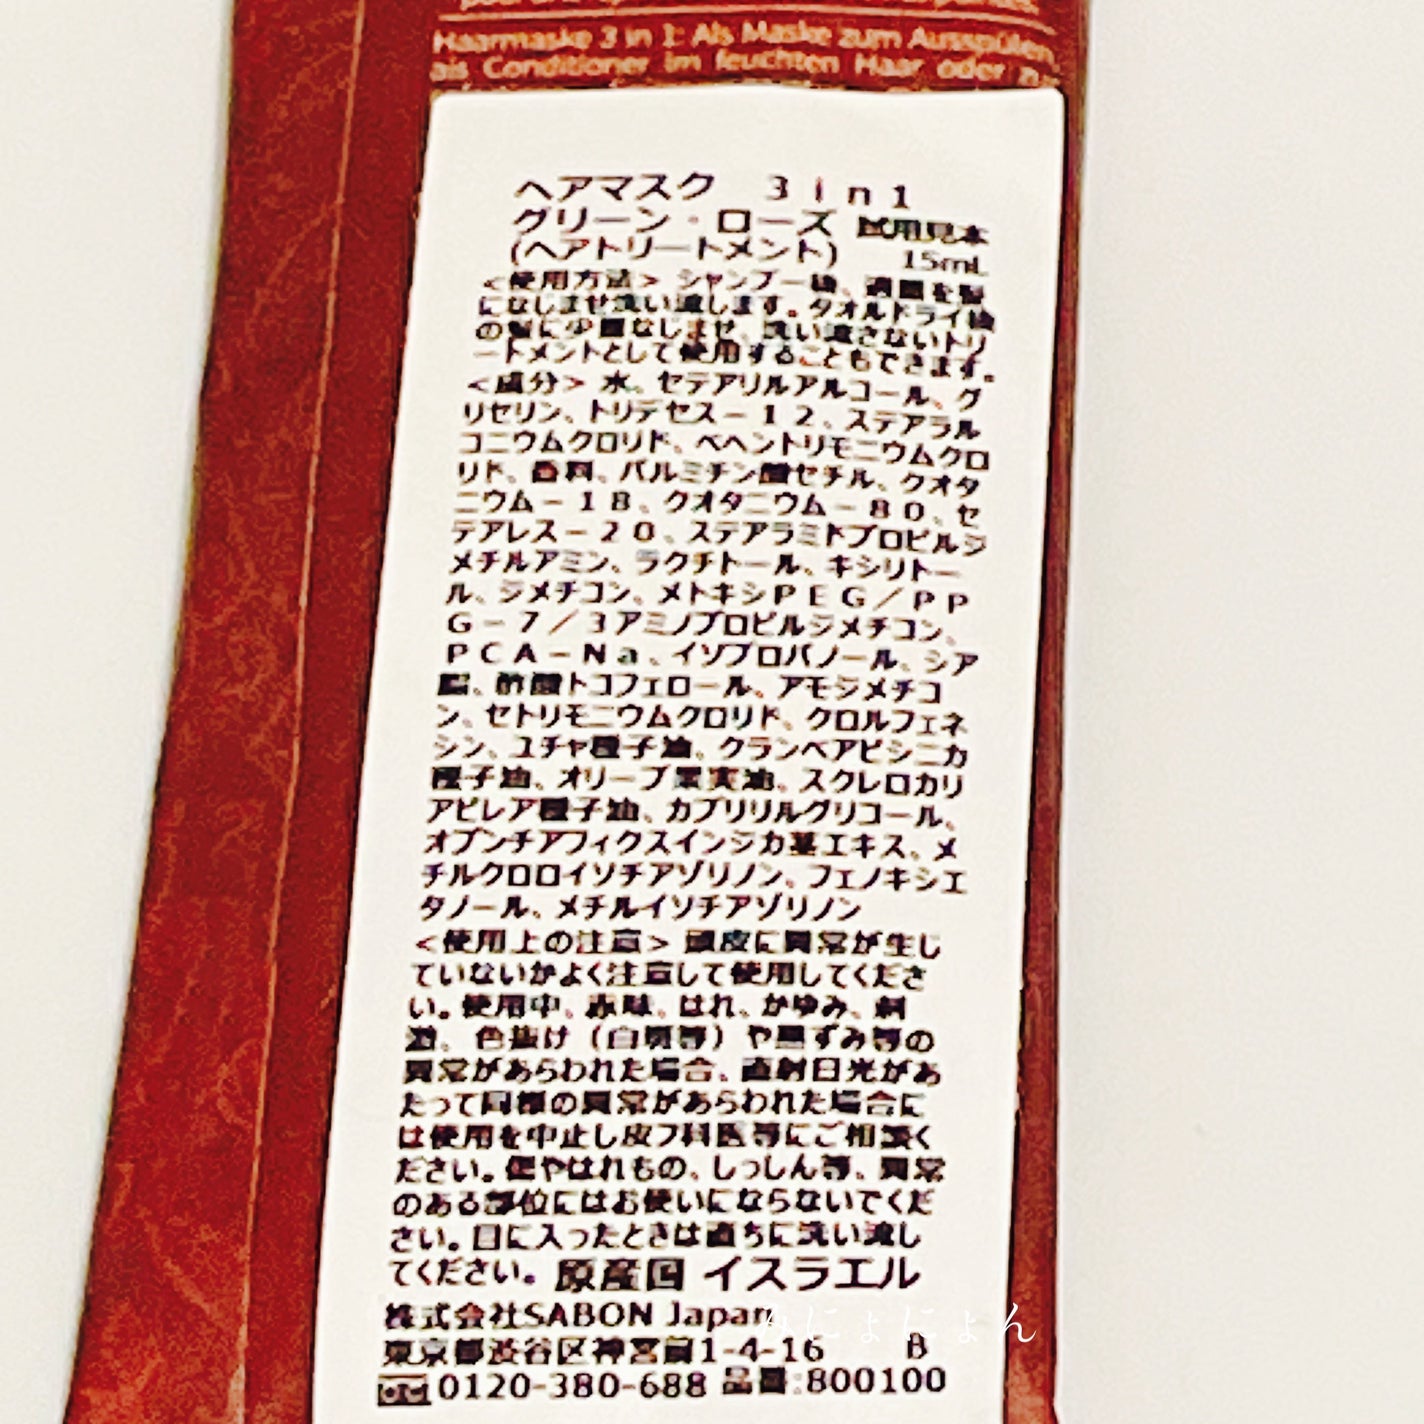 Haarmaske 3 in 1: Als Maske zum Ausspülen,
als Conditioner im feuchten Haar oder
ヘアマスク 3in1
グリーン・ローズ 試用見本
(ヘアトリートメント) 15mL
<使用方法> シャンプー後、適量を髪
になじませ洗い流します。タオルドライ後
の髪に少量なじませ、洗い流さないトリ
ートメントとして使用することもできます。
<成分> 水、セテアリルアルコール、グ
リセリン、トリデセス－12、ステアラル
コニウムクロリド、ベヘントリモニウムクロ
リド、香料、パルミチン酸セチル、クオタ
ニウム－18、クオタニウム－80、セ
テアレス－20、ステアラミドプロピルジ
メチルアミン、ラクチトール、キシリトー
ル、ジメチコン、メトキシPEG／PP
G－7／3アミノプロピルジメチコン、
PCA－Na、イソプロパノール、シア
脂、酢酸トコフェロール、アモジメチコ
ン、セトリモニウムクロリド、クロルフェネ
シン、ユチャ種子油、クランベアビシニカ
種子油、オリーブ果実油、スクレロカリ
アビレア種子油、カプリリルグリコール、
オプンチアフィクスインジカ茎エキス、メ
チルクロロイソチアゾリノン、フェノキシエ
タノール、メチルイソチアゾリノン
<使用上の注意> 頭皮に異常が生じ
ていないかよく注意して使用してくださ
い。使用中、赤味、はれ、かゆみ、刺
激、色抜け（白斑等）や黒ずみ等の
異常があらわれた場合、直射日光があ
たって同様の異常があらわれた場合に
は使用を中止し皮フ科医等にご相談く
ださい。傷やはれもの、しっしん等、異常
のある部位にはお使いにならないでくだ
さい。目に入ったときは直ちに洗い流し
てください。 原産国 イスラエル
株式会社SABON Japan
東京都渋谷区神宮前1-4-16 B
0120-380-688 品番:800100
にょにょん